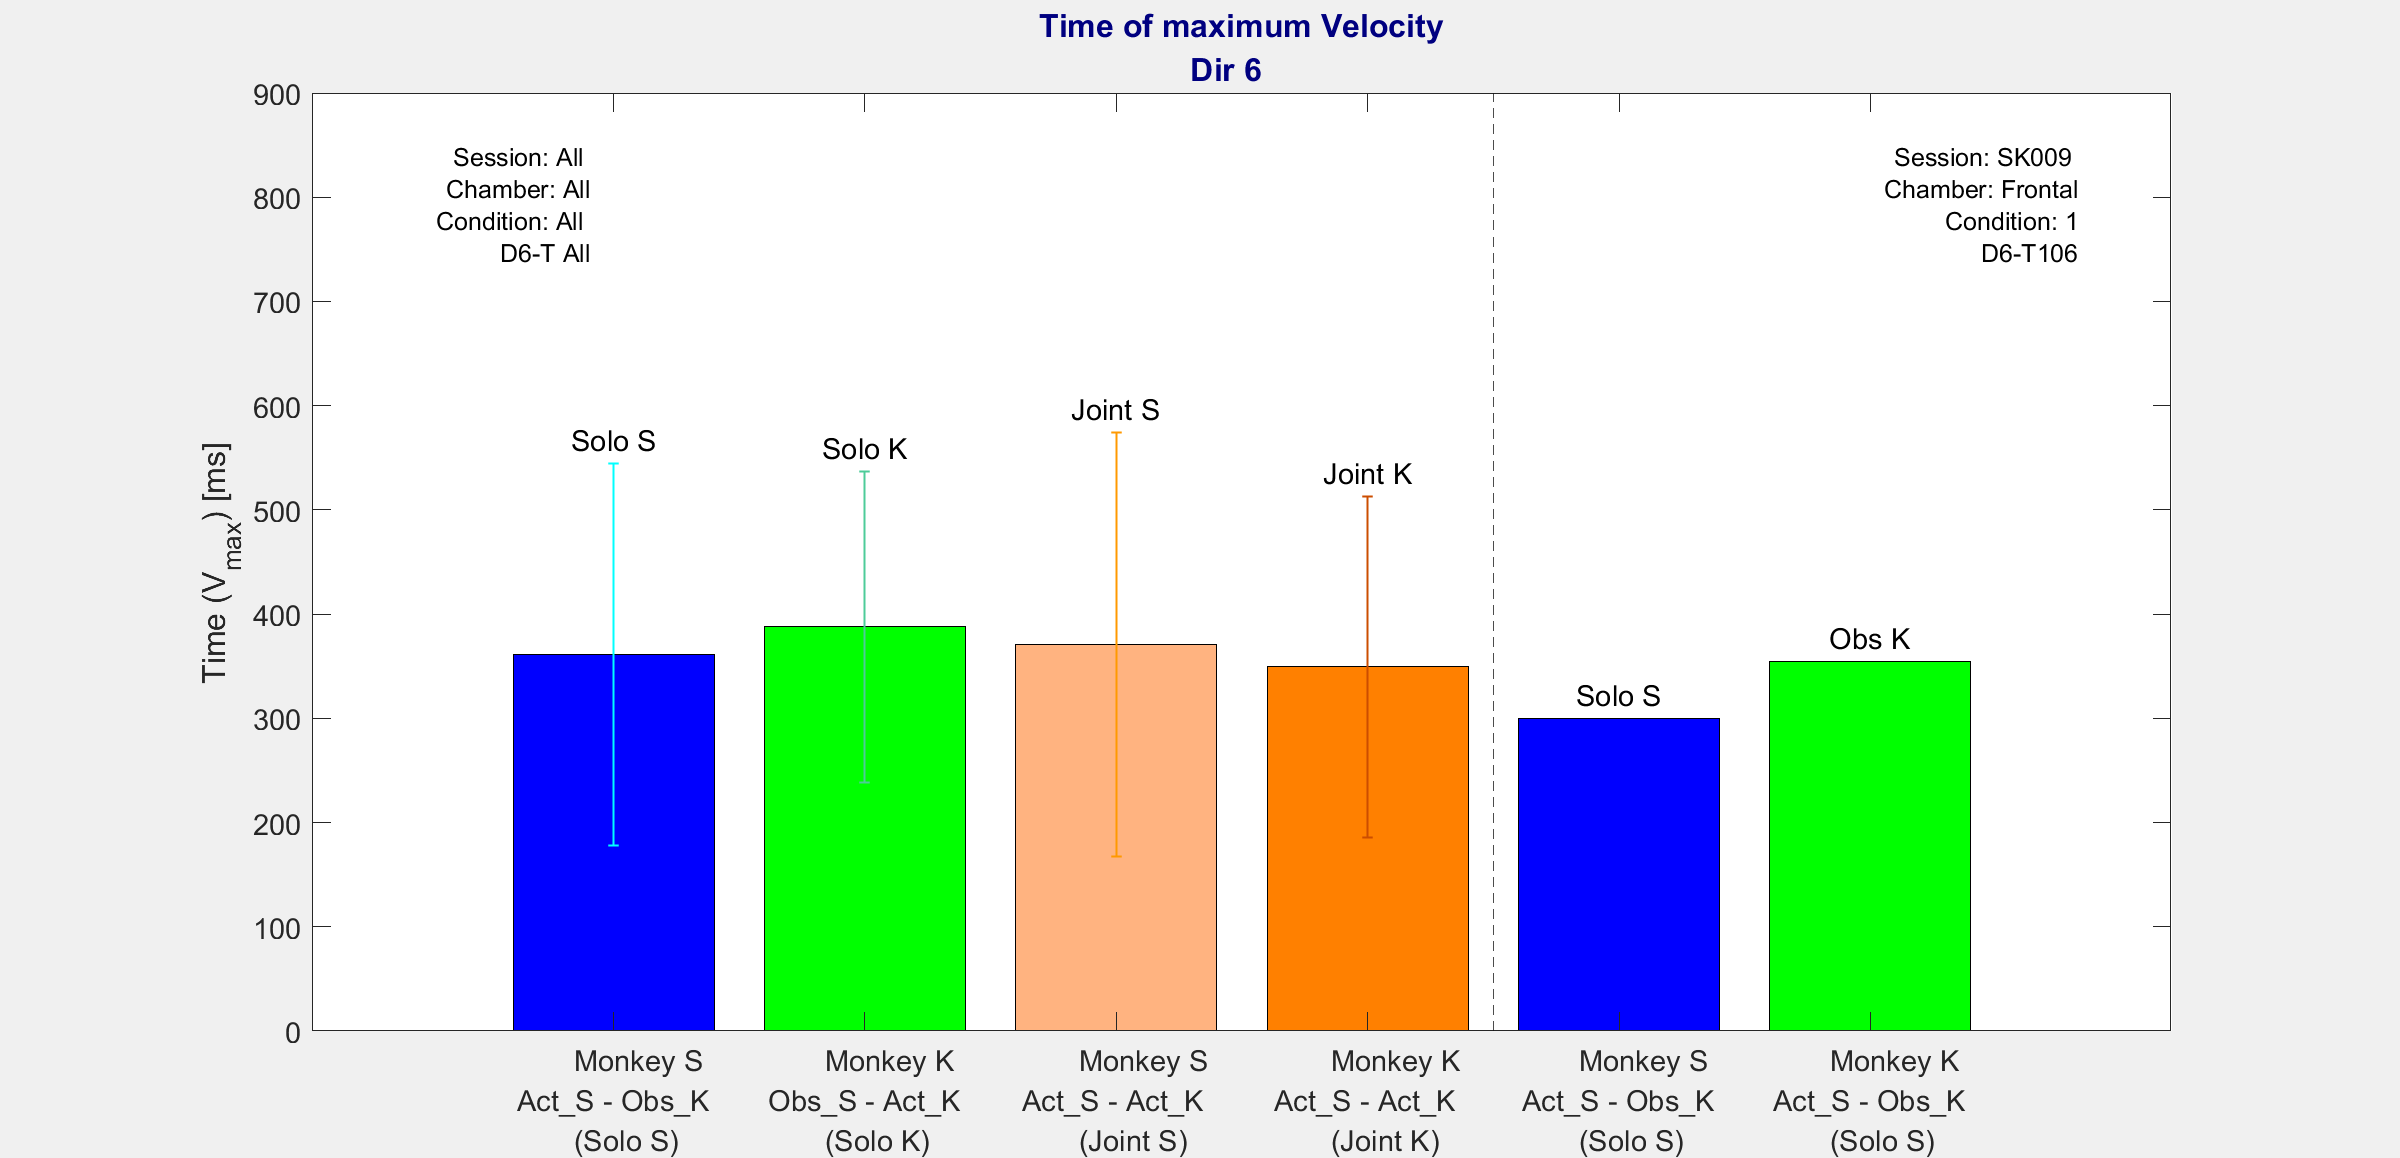 Time of maximum Velocity
Dir 6
Session: All
Chamber: All
Condition: All
D6-T All
Session: SK009
Chamber: Frontal
Condition: 1
D6-T106
Time (Vmax) [ms]
900
800
700
600
500
400
300
200
100
0
Solo S
Solo K
Joint S
Joint K
Solo S
Obs K
Monkey S
Act_S - Obs_K
(Solo S)
Monkey K
Obs_S - Act_K
(Solo K)
Monkey S
Act_S - Act_K
(Joint S)
Monkey K
Act_S - Act_K
(Joint K)
Monkey S
Act_S - Obs_K
(Solo S)
Monkey K
Act_S - Obs_K
(Solo S)